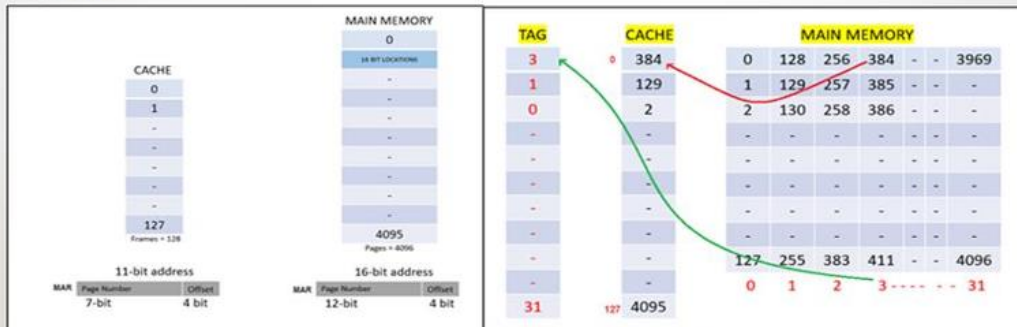 CACHE
0
1
-
-
-
-
-
127
Frames = 128
11-bit address
MAR Page Number Offset
7-bit 4 bit
MAIN MEMORY
0
16 BIT LOCATIONS
-
-
-
-
-
-
-
4095
Pages = 4096
16-bit address
MAR Page Number Offset
12-bit 4 bit
TAG CACHE MAIN MEMORY
3 0 384 0 128 256 384 - - 3969
1 129 1 129 257 385 - - -
0 2 2 130 258 386 - - -
- - - - - - - - -
- - - - - - - - -
- - - - - - - - -
- - - - - - - - -
- - - - - - - - -
- - 127 255 383 411 - - 4096
- - 0 1 2 3 - - - - - - 31
31 127 4095